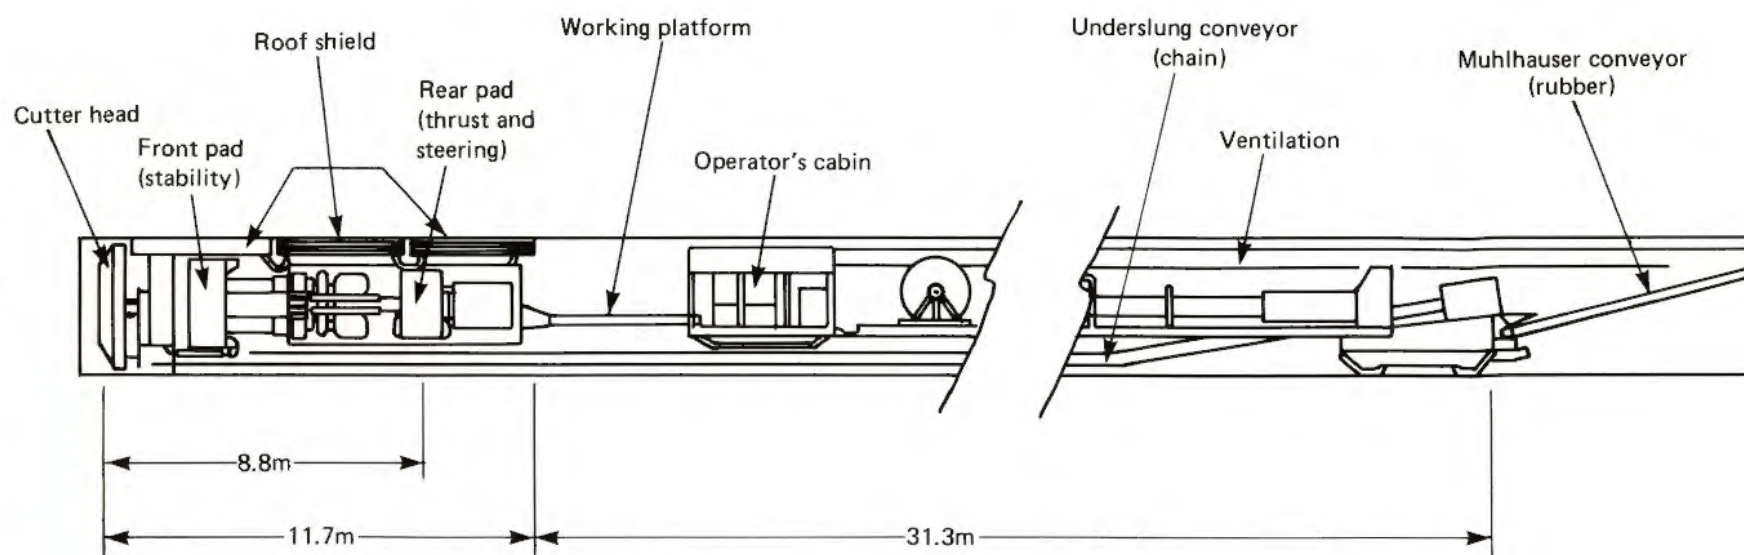 Roof shield
Working platform
Underslung conveyor
(chain)
Muhlhauser conveyor
(rubber)
Cutter head
Rear pad
(thrust and
steering)
Front pad
(stability)
Operator's cabin
Ventilation
8.8m
11.7m
31.3m